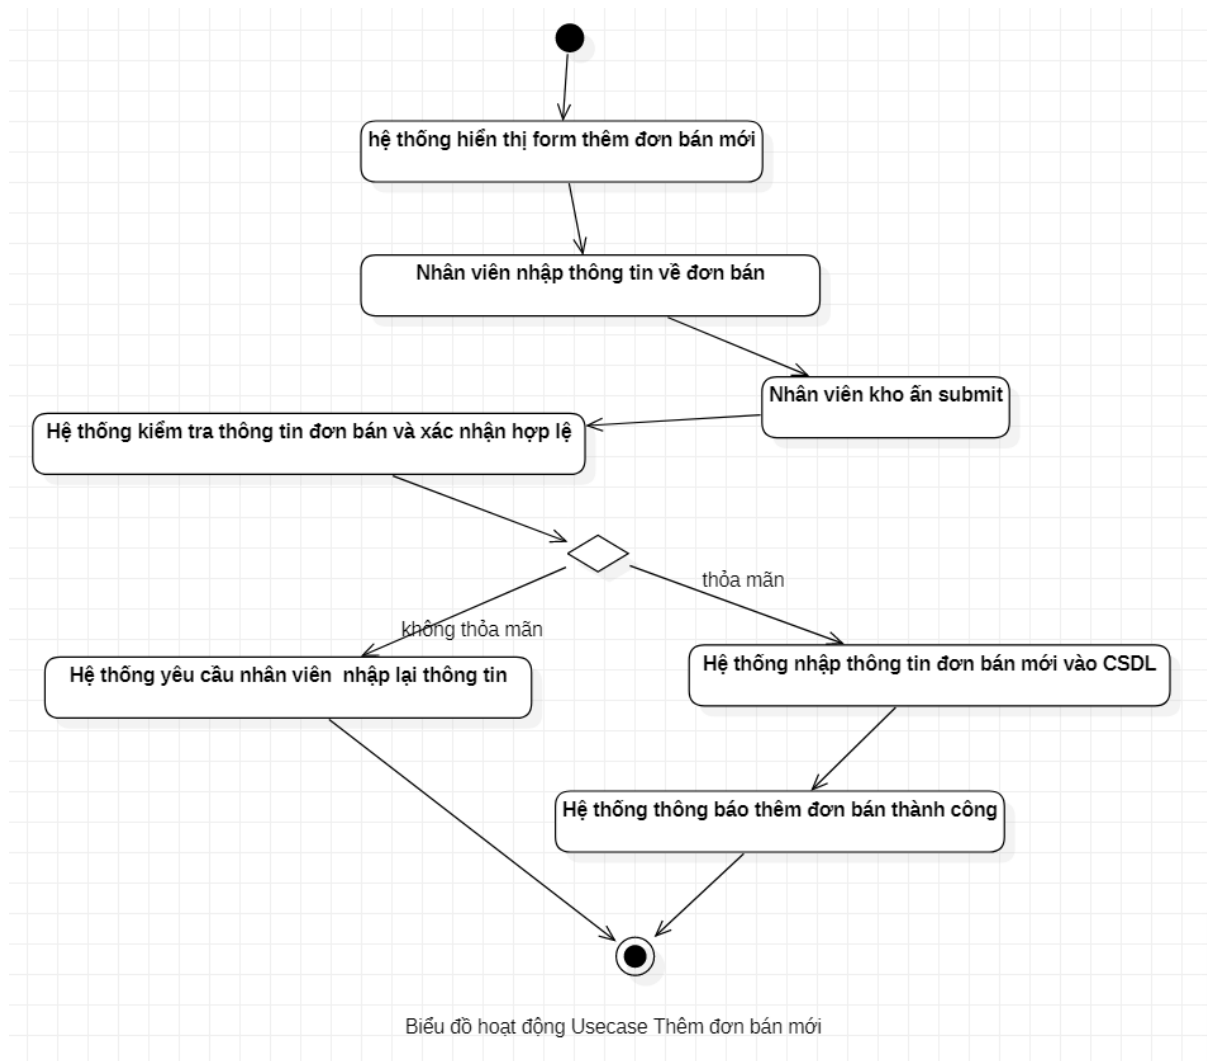 hệ thống hiển thị form thêm đơn bán mới
Nhân viên nhập thông tin về đơn bán
Nhân viên kho ấn submit
Hệ thống kiểm tra thông tin đơn bán và xác nhận hợp lệ
thỏa mãn
không thỏa mãn
Hệ thống yêu cầu nhân viên  nhập lại thông tin
Hệ thống nhập thông tin đơn bán mới vào CSDL
Hệ thống thông báo thêm đơn bán thành công
Biểu đồ hoạt động Usecase Thêm đơn bán mới